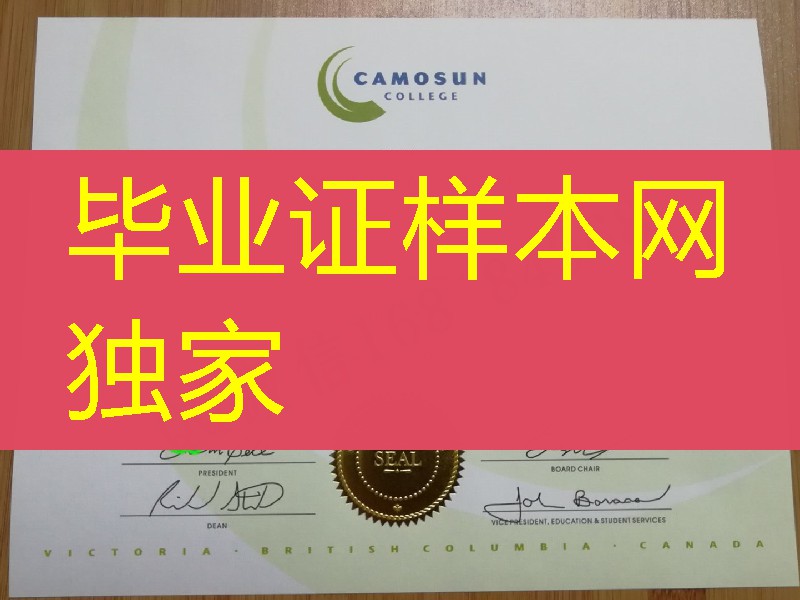 CAMOSUN
COLLEGE
毕业证样本网
独家
SEAL
PRESIDENT
BOARD CHAIR
DEAN
VICE PRESIDENT, EDUCATION & STUDENT SERVICES
VICTORIA · BRITISH COLUMBIA · CANADA